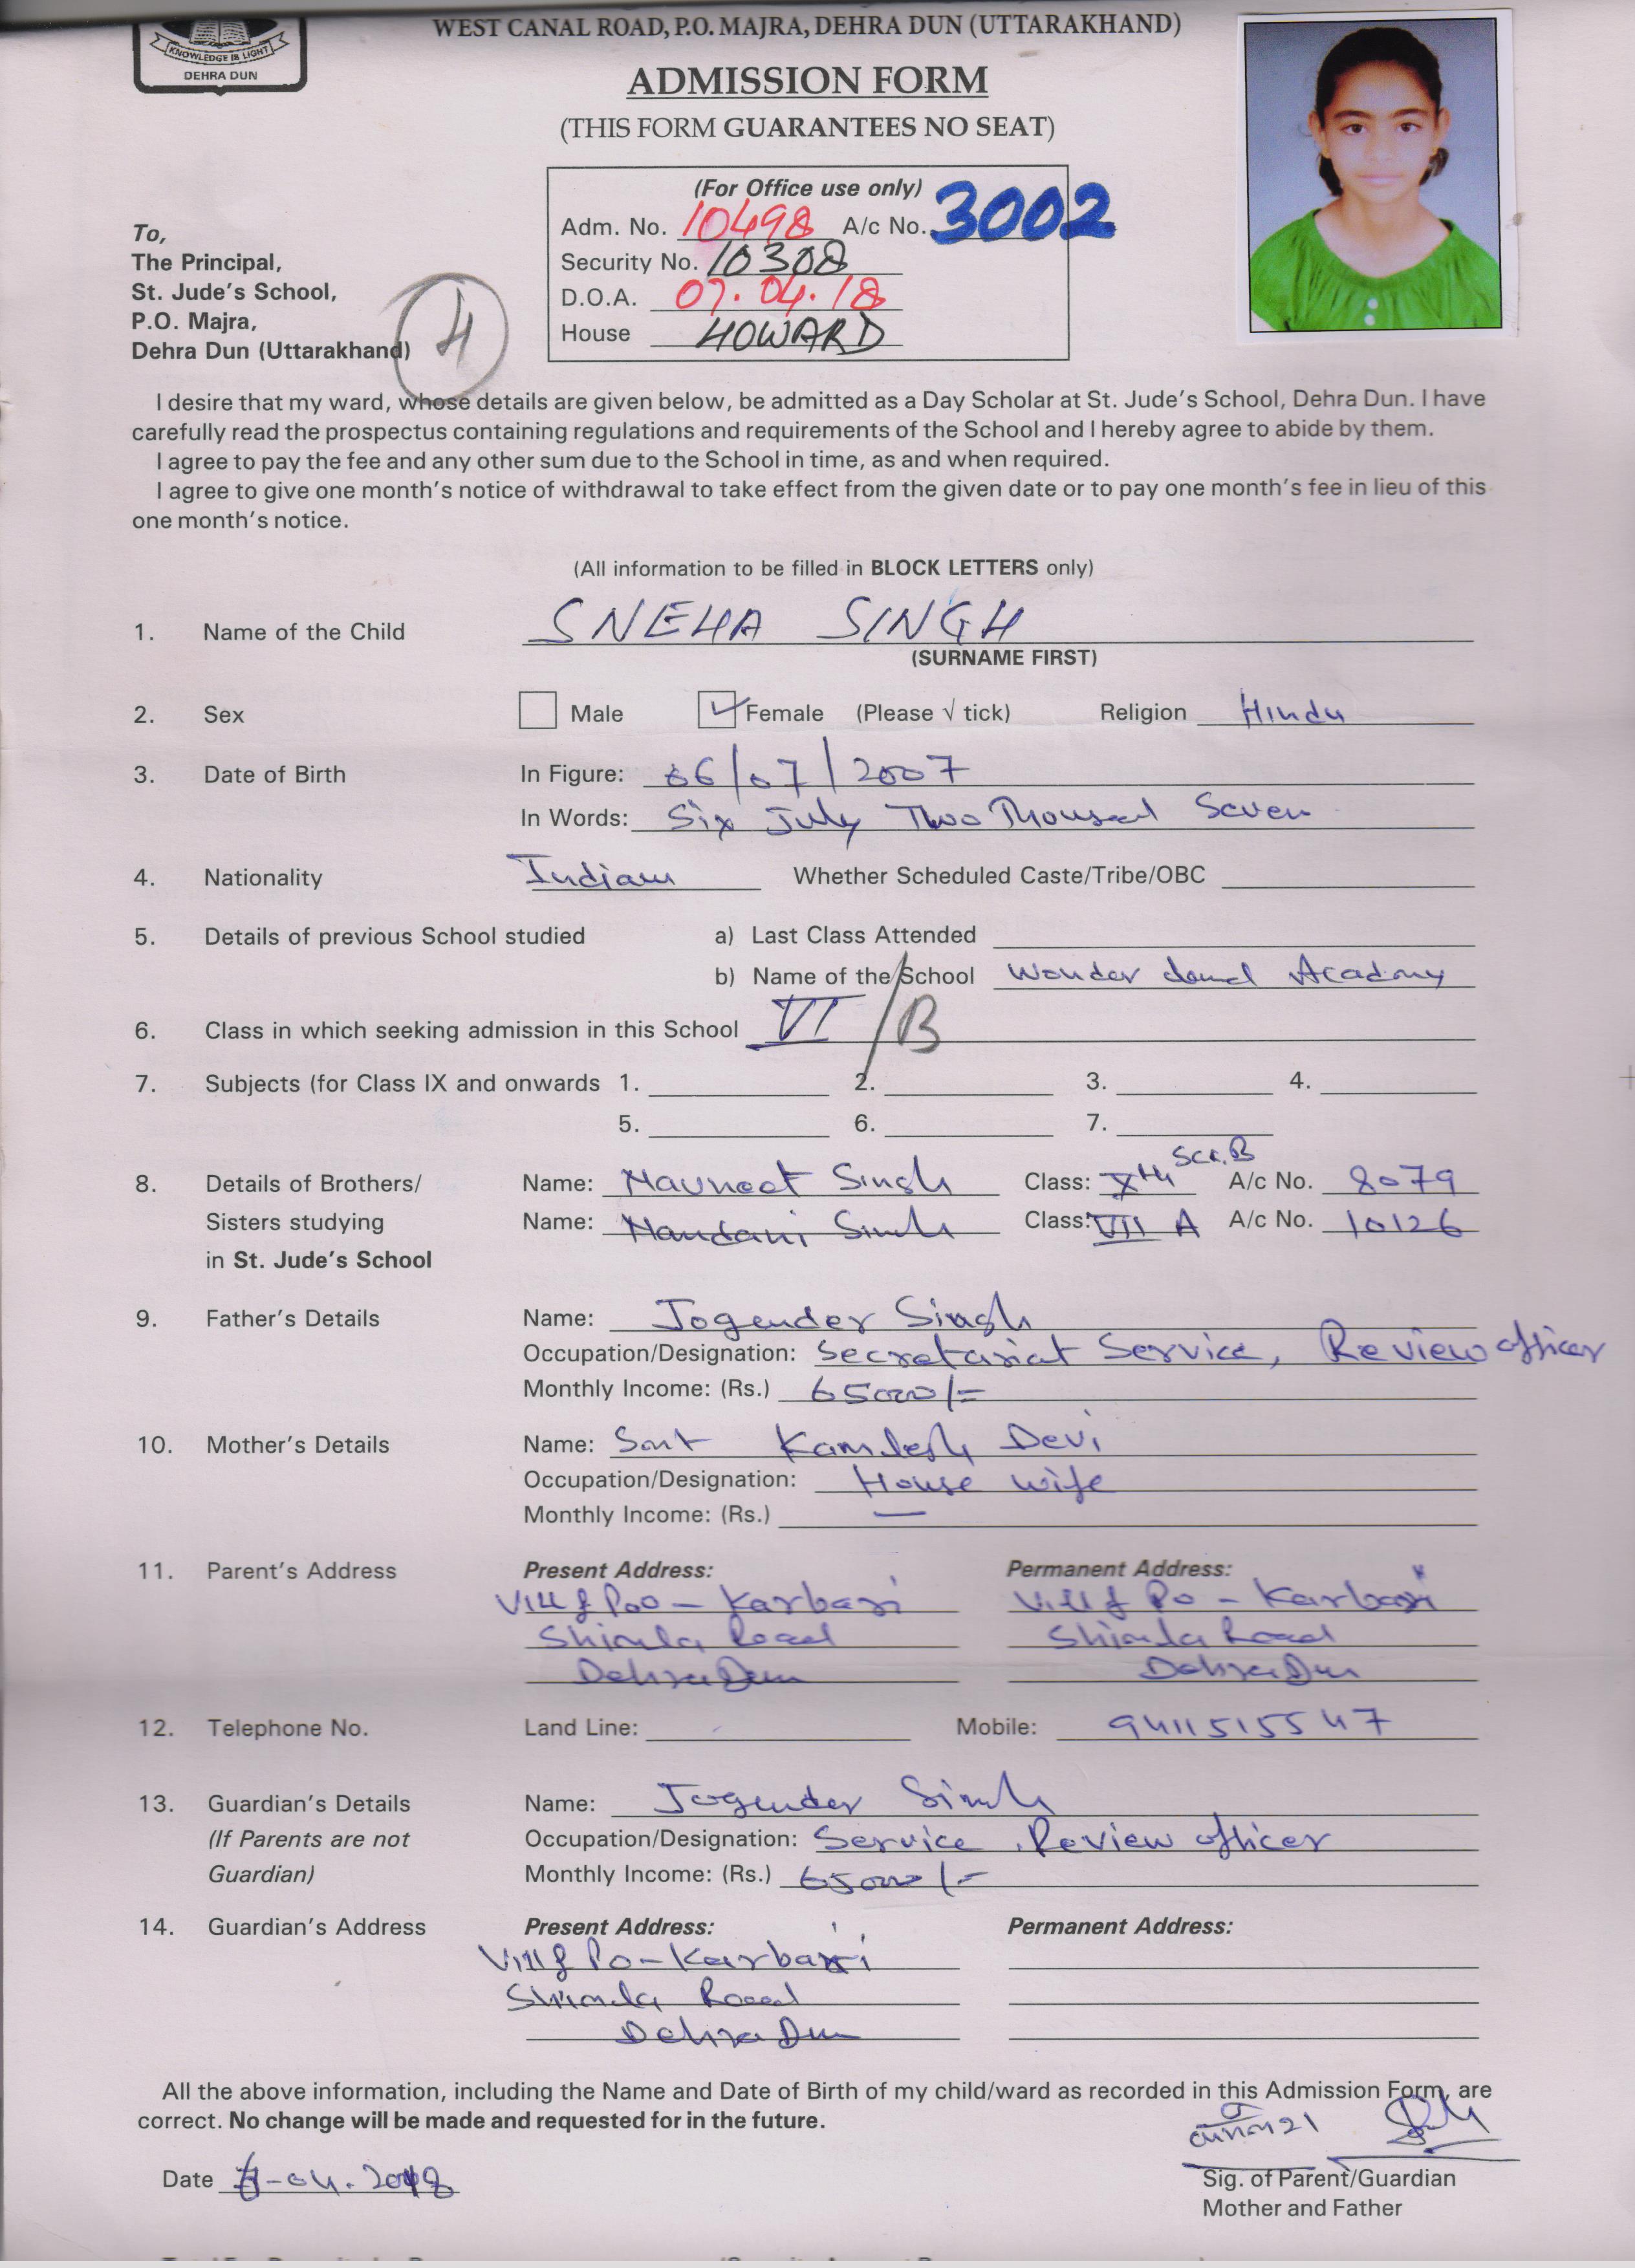 KNOWLEDGE IS LIGHT
DEHRA DUN
WEST CANAL ROAD, P.O. MAJRA, DEHRA DUN (UTTARAKHAND)
ADMISSION FORM
(THIS FORM GUARANTEES NO SEAT)
(For Office use only)
Adm. No. 10498 A/c No. 3002
Security No. 10308
D.O.A. 07.04.18
House HOWARD
To,
The Principal,
St. Jude's School,
P.O. Majra,
Dehra Dun (Uttarakhand)
4
I desire that my ward, whose details are given below, be admitted as a Day Scholar at St. Jude's School, Dehra Dun. I have
carefully read the prospectus containing regulations and requirements of the School and I hereby agree to abide by them.
I agree to pay the fee and any other sum due to the School in time, as and when required.
I agree to give one month's notice of withdrawal to take effect from the given date or to pay one month's fee in lieu of this
one month's notice.
(All information to be filled in BLOCK LETTERS only)
1. Name of the Child SNEHA SINGH
(SURNAME FIRST)
2. Sex Male Female (Please √ tick) Religion Hindu
3. Date of Birth In Figure: 06/07/2007
In Words: Six July Two Thousand Seven
4. Nationality Indian Whether Scheduled Caste/Tribe/OBC
5. Details of previous School studied a) Last Class Attended
b) Name of the School Wonder Academy
6. Class in which seeking admission in this School VI / B
7. Subjects (for Class IX and onwards 1. 2. 3. 4.
5. 6. 7.
8. Details of Brothers/ Name: Navneet Singh Class: Xth Sec. B A/c No. 8079
Sisters studying Name: Nandani Singh Class: VII A A/c No. 10126
in St. Jude's School
9. Father's Details Name: Jogender Singh
Occupation/Designation: Secretariat Service, Review officer
Monthly Income: (Rs.) 65000/=
10. Mother's Details Name: Smt Kamlesh Devi
Occupation/Designation: House wife
Monthly Income: (Rs.) —
11. Parent's Address Present Address: Permanent Address:
Vill & P.o - Karbari Vill & Po - Karbari
Shimla Road Shimla Road
DehraDun DehraDun
12. Telephone No. Land Line: Mobile: 9411515547
13. Guardian's Details Name: Jogender Singh
(If Parents are not Occupation/Designation: Service, Review officer
Guardian) Monthly Income: (Rs.) 65000/-
14. Guardian's Address Present Address: Permanent Address:
Vill & Po - Karbari
Shimla Road
DehraDun
All the above information, including the Name and Date of Birth of my child/ward as recorded in this Admission Form, are
correct. No change will be made and requested for in the future.
Date -04.2018
Sig. of Parent/Guardian
Mother and Father